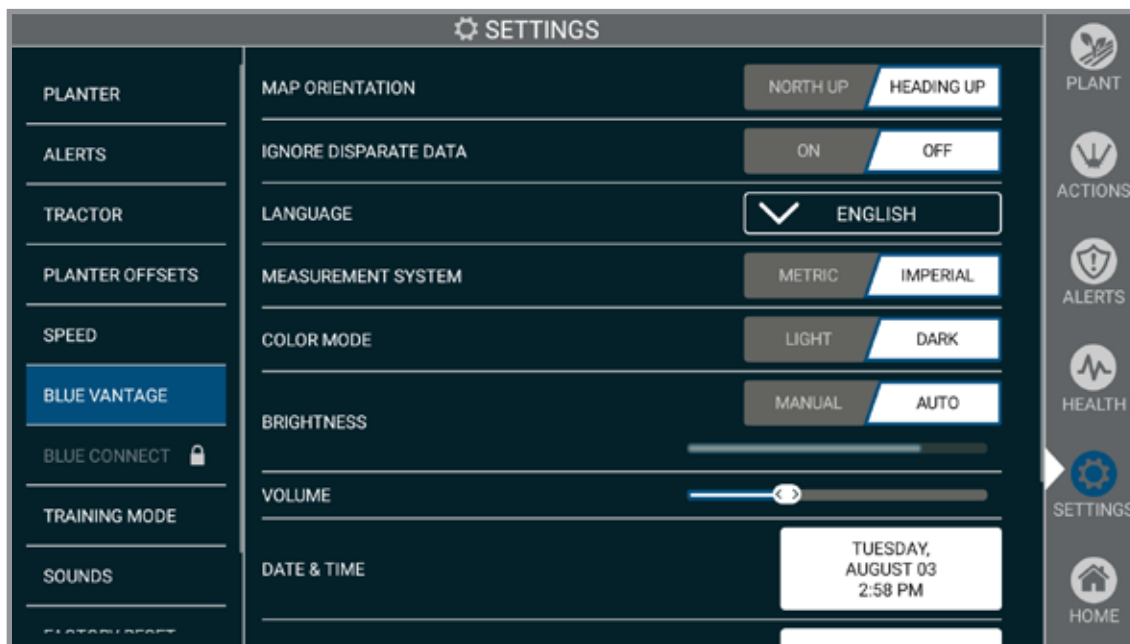 SETTINGS
PLANTER
ALERTS
TRACTOR
PLANTER OFFSETS
SPEED
BLUE VANTAGE
BLUE CONNECT
TRAINING MODE
SOUNDS
FACTORY RESET
MAP ORIENTATION
NORTH UP
HEADING UP
IGNORE DISPARATE DATA
ON
OFF
LANGUAGE
ENGLISH
MEASUREMENT SYSTEM
METRIC
IMPERIAL
COLOR MODE
LIGHT
DARK
BRIGHTNESS
MANUAL
AUTO
VOLUME
DATE & TIME
TUESDAY,
AUGUST 03
2:58 PM
PLANT
ACTIONS
ALERTS
HEALTH
SETTINGS
HOME